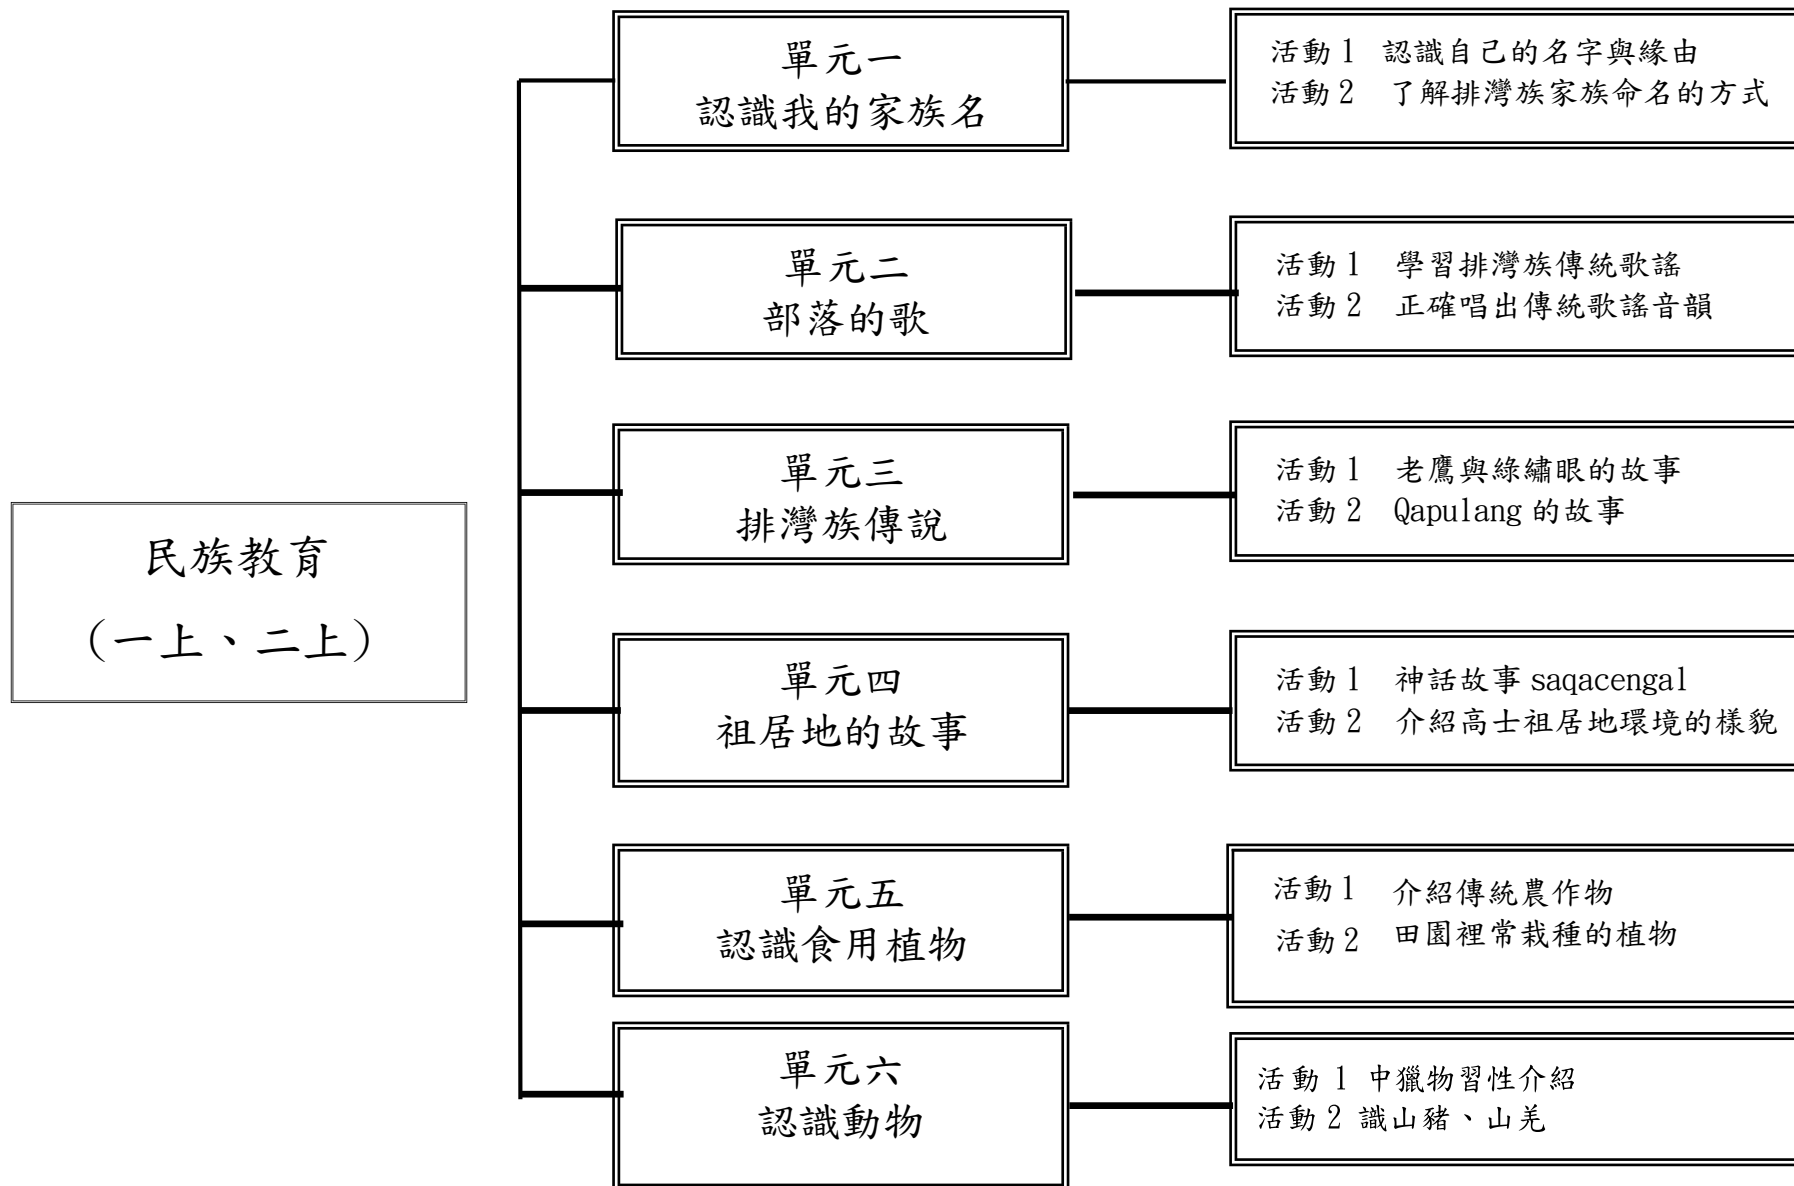 民族教育
（一上、二上）
單元一
認識我的家族名
活動 1 認識自己的名字與緣由
活動 2 了解排灣族家族命名的方式
單元二
部落的歌
活動 1 學習排灣族傳統歌謠
活動 2 正確唱出傳統歌謠音韻
單元三
排灣族傳說
活動 1 老鷹與綠繡眼的故事
活動 2 Qapulang 的故事
單元四
祖居地的故事
活動 1 神話故事 saqacengal
活動 2 介紹高士祖居地環境的樣貌
單元五
認識食用植物
活動 1 介紹傳統農作物
活動 2 田園裡常栽種的植物
單元六
認識動物
活動 1 中獵物習性介紹
活動 2 識山豬、山羌